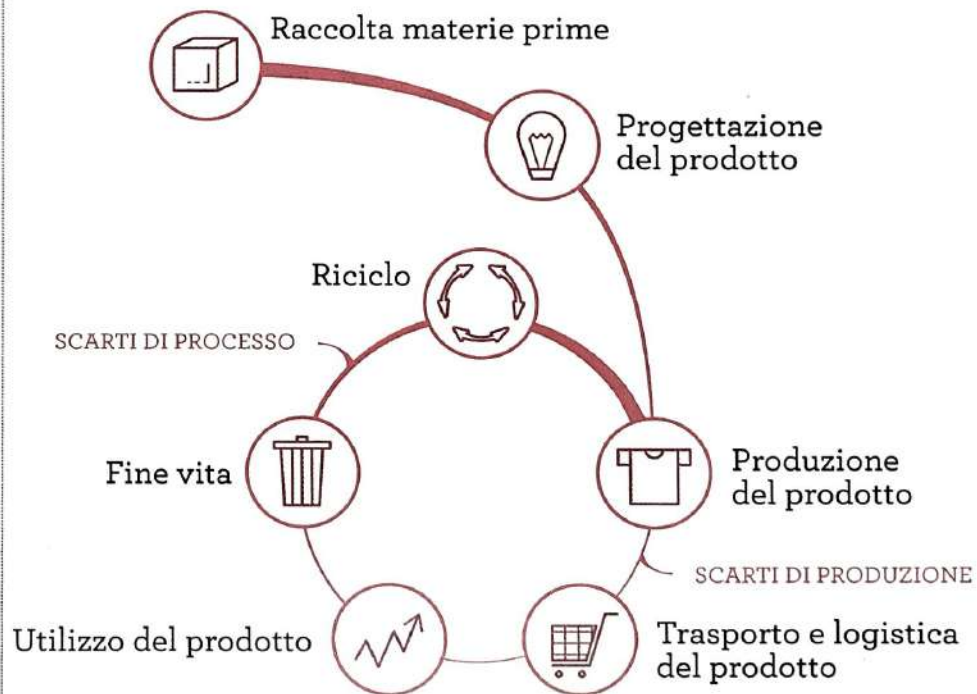 Raccolta materie prime
Progettazione
del prodotto
Riciclo
SCARTI DI PROCESSO
Fine vita
Produzione
del prodotto
SCARTI DI PRODUZIONE
Utilizzo del prodotto
Trasporto e logistica
del prodotto